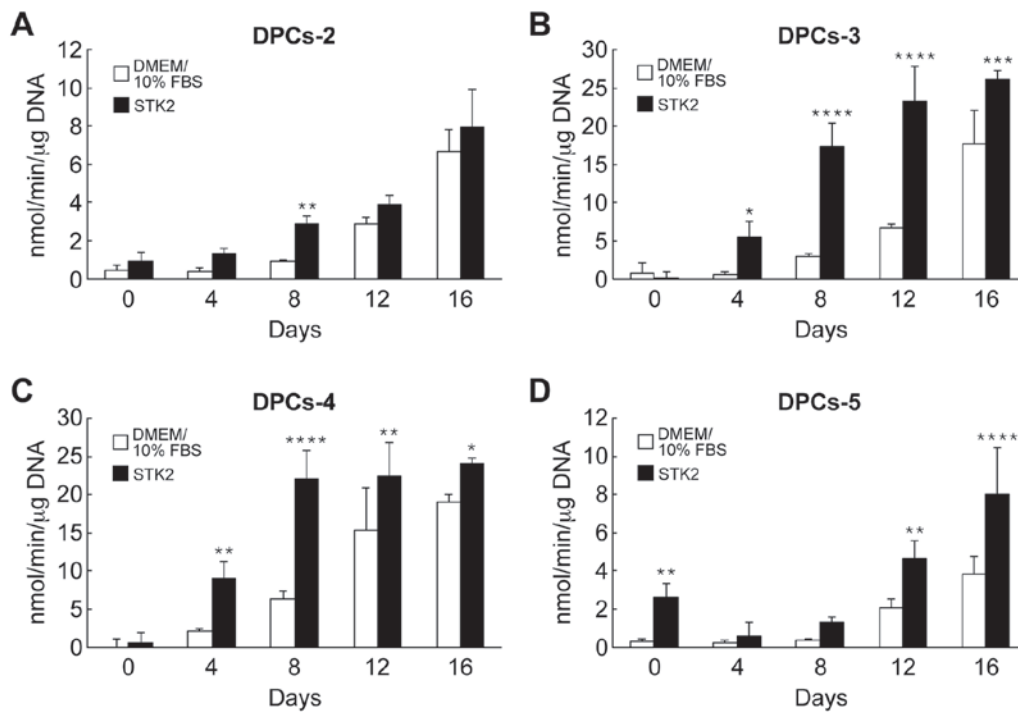 A
DPCs-2
nmol/min/μg DNA
12
10
8
6
4
2
0
DMEM/
10% FBS
STK2
**
0 4 8 12 16
Days
B
DPCs-3
nmol/min/μg DNA
30
25
20
15
10
5
0
DMEM/
10% FBS
STK2
*
****
****
***
0 4 8 12 16
Days
C
DPCs-4
nmol/min/μg DNA
30
25
20
15
10
5
0
DMEM/
10% FBS
STK2
**
****
**
*
0 4 8 12 16
Days
D
DPCs-5
nmol/min/μg DNA
12
10
8
6
4
2
0
DMEM/
10% FBS
STK2
**
**
****
0 4 8 12 16
Days